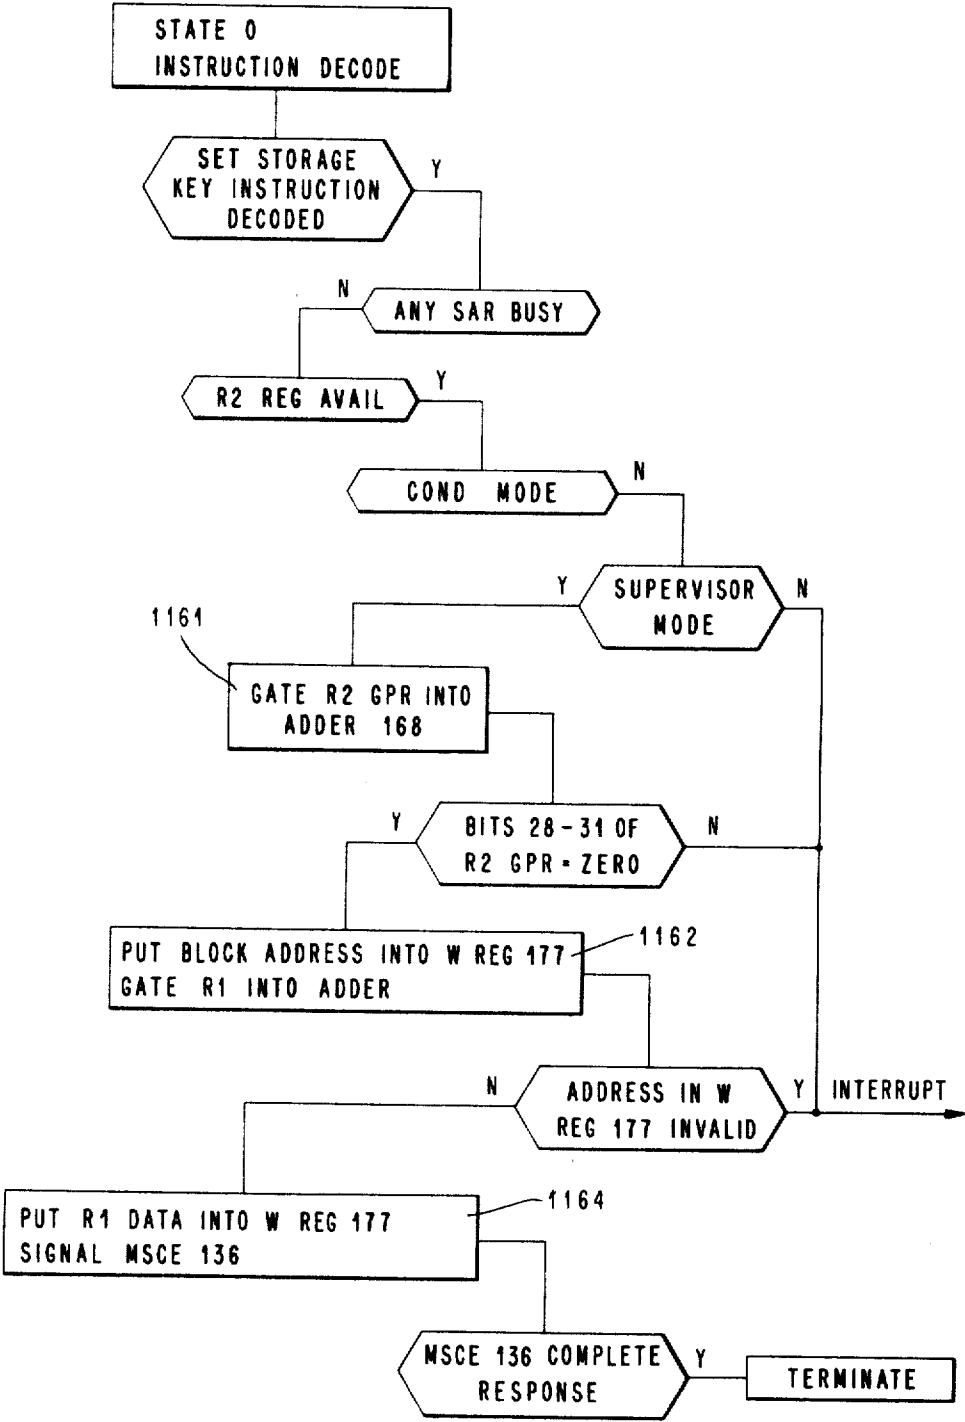 STATE 0
INSTRUCTION DECODE
SET STORAGE
KEY INSTRUCTION
DECODED
Y
N
ANY SAR BUSY
R2 REG AVAIL
Y
COND MODE
N
Y
SUPERVISOR
MODE
N
1161
GATE R2 GPR INTO
ADDER 168
Y
BITS 28-31 OF
R2 GPR = ZERO
N
PUT BLOCK ADDRESS INTO W REG 177
GATE R1 INTO ADDER
1162
N
ADDRESS IN W
REG 177 INVALID
Y
INTERRUPT
PUT R1 DATA INTO W REG 177
SIGNAL MSCE 136
1164
MSCE 136 COMPLETE
RESPONSE
Y
TERMINATE